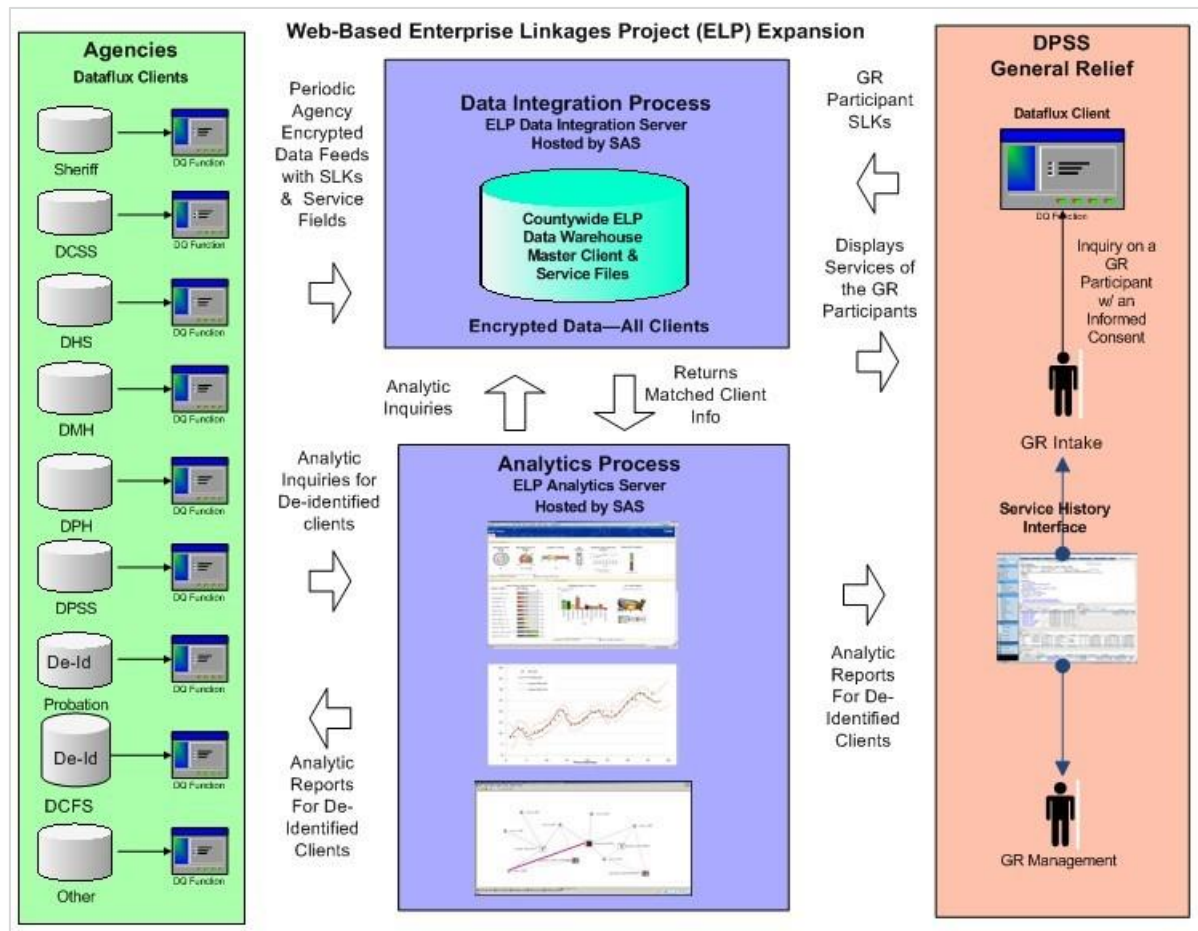 Web-Based Enterprise Linkages Project (ELP) Expansion
Agencies
Dataflux Clients
Sheriff
DQ Function
DCSS
DQ Function
DHS
DQ Function
DMH
DQ Function
DPH
DQ Function
DPSS
DQ Function
De-Id
Probation
DQ Function
De-Id
DCFS
DQ Function
Other
DQ Function
Periodic
Agency
Encrypted
Data Feeds
with SLKs
& Service
Fields
Analytic
Inquiries for
De-identified
clients
Analytic
Reports
For De-
Identified
Clients
Data Integration Process
ELP Data Integration Server
Hosted by SAS
Countywide ELP
Data Warehouse
Master Client &
Service Files
Encrypted Data—All Clients
Analytic
Inquiries
Returns
Matched Client
Info
Analytics Process
ELP Analytics Server
Hosted by SAS
GR
Participant
SLKs
Displays
Services of
the GR
Participants
Analytic
Reports
For De-
Identified
Clients
DPSS
General Relief
Dataflux Client
DQ Function
Inquiry on a
GR
Participant
w/ an
Informed
Consent
GR Intake
Service History
Interface
GR Management